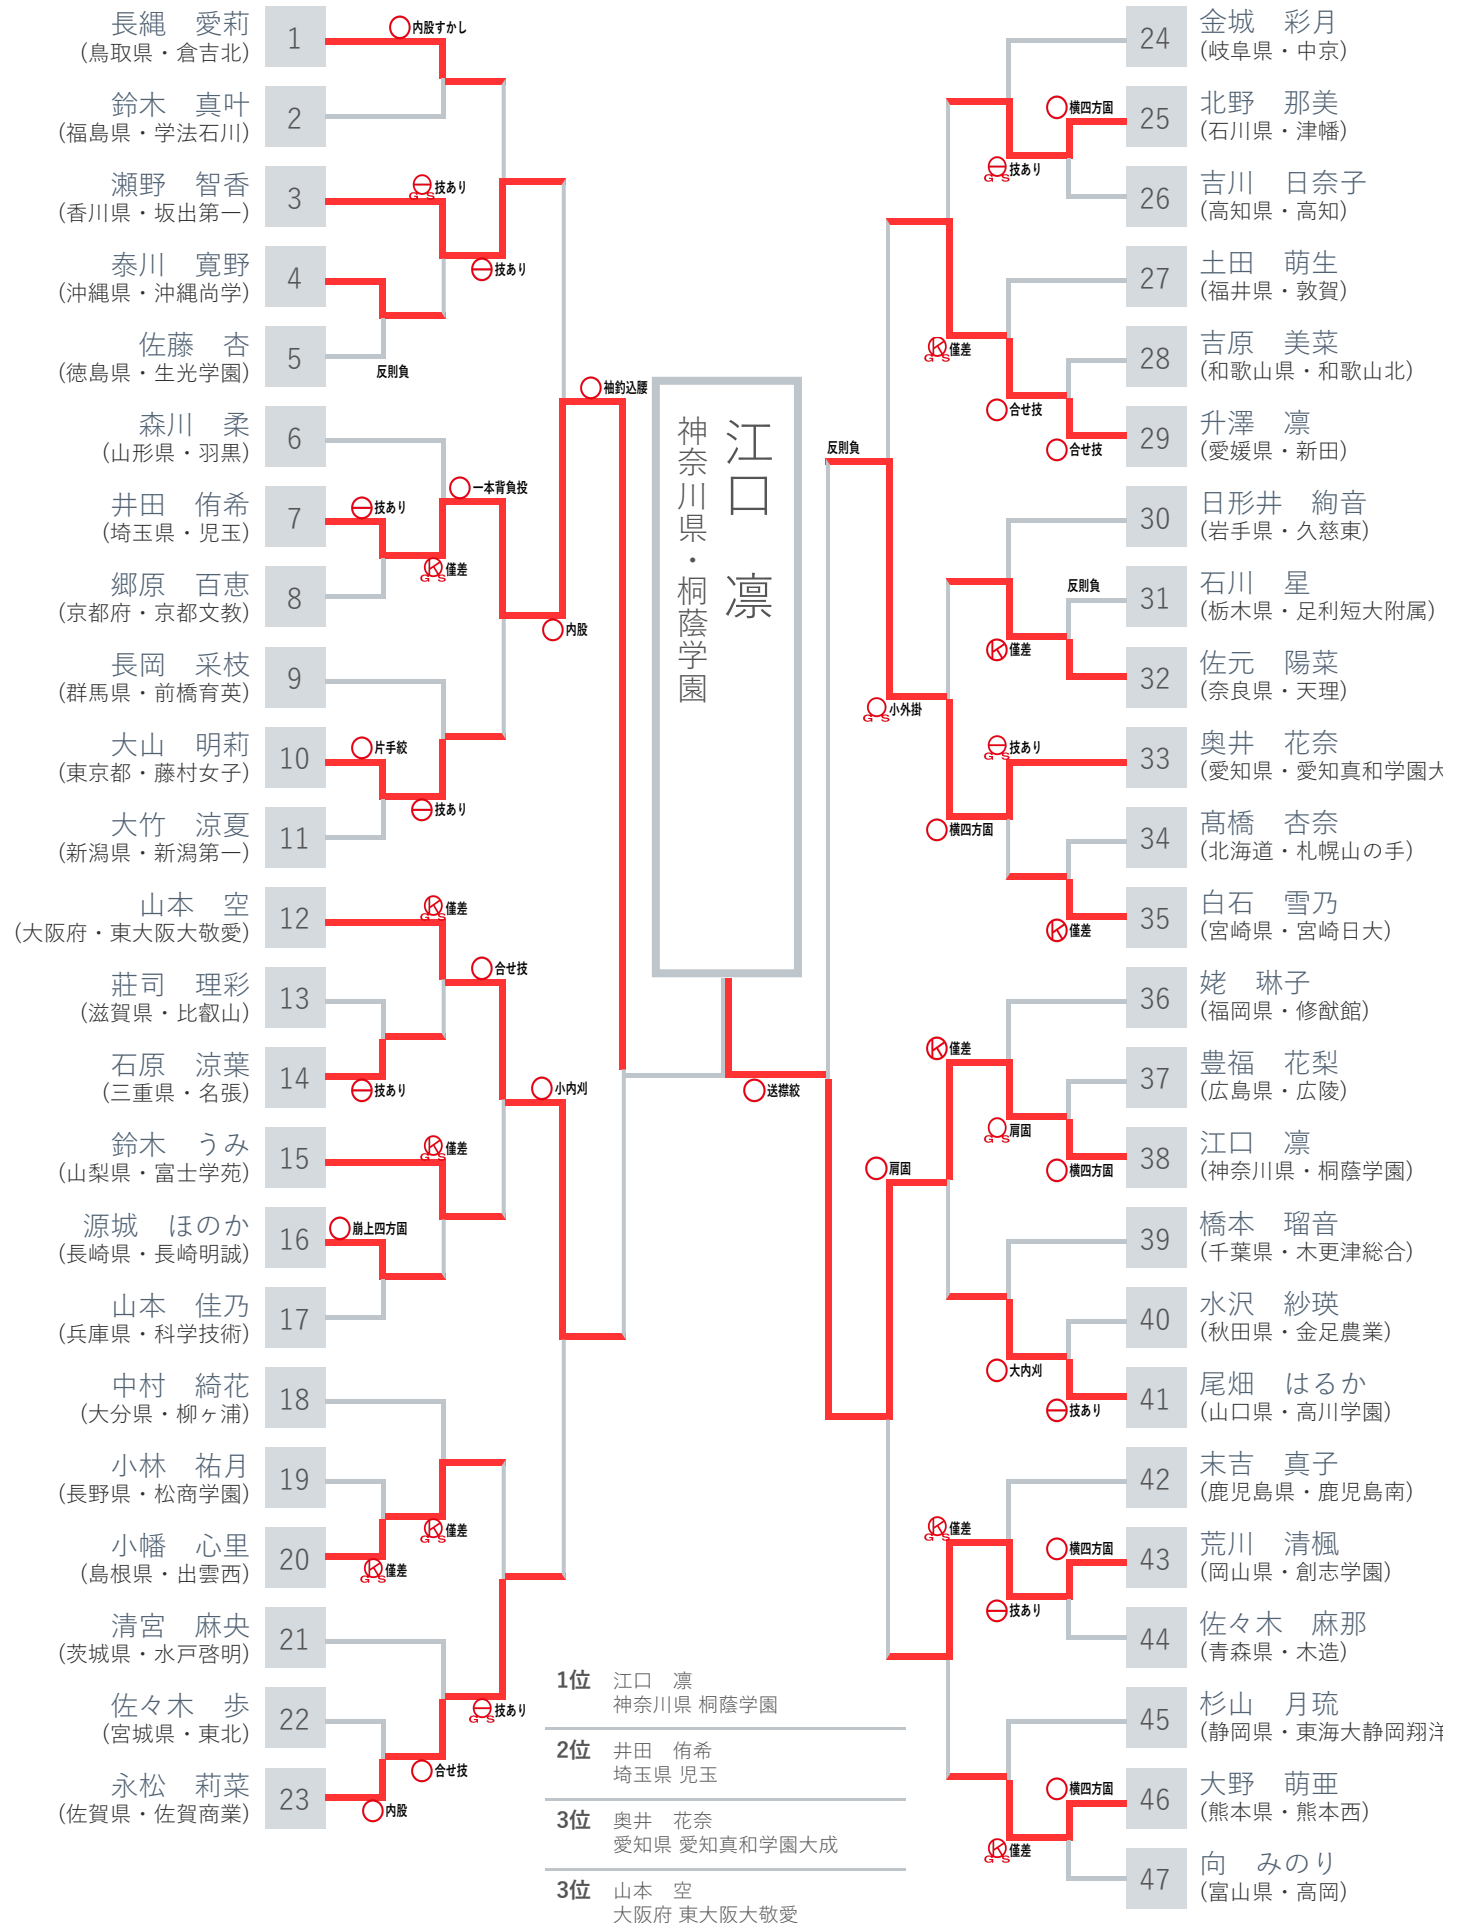 長縄　愛莉
(鳥取県・倉吉北)
1
内股すかし
鈴木　真叶
(福島県・学法石川)
2
瀬野　智香
(香川県・坂出第一)
3
GS 技あり
技あり
泰川　寛野
(沖縄県・沖縄尚学)
4
佐藤　杏
(徳島県・生光学園)
5
反則負
袖釣込腰
森川　柔
(山形県・羽黒)
6
一本背負投
井田　侑希
(埼玉県・児玉)
7
技あり
K GS 僅差
郷原　百恵
(京都府・京都文教)
8
内股
長岡　采枝
(群馬県・前橋育英)
9
大山　明莉
(東京都・藤村女子)
10
片手絞
技あり
大竹　涼夏
(新潟県・新潟第一)
11
山本　空
(大阪府・東大阪大敬愛)
12
K GS 僅差
合せ技
莊司　理彩
(滋賀県・比叡山)
13
石原　涼葉
(三重県・名張)
14
技あり
小内刈
鈴木　うみ
(山梨県・富士学苑)
15
K GS 僅差
源城　ほのか
(長崎県・長崎明誠)
16
崩上四方固
山本　佳乃
(兵庫県・科学技術)
17
中村　綺花
(大分県・柳ヶ浦)
18
小林　祐月
(長野県・松商学園)
19
K GS 僅差
小幡　心里
(島根県・出雲西)
20
K GS 僅差
清宮　麻央
(茨城県・水戸啓明)
21
GS 技あり
佐々木　歩
(宮城県・東北)
22
合せ技
永松　莉菜
(佐賀県・佐賀商業)
23
内股
江口　凛
神奈川県・桐蔭学園
送襟絞
24
金城　彩月
(岐阜県・中京)
横四方固
25
北野　那美
(石川県・津幡)
GS 技あり
26
吉川　日奈子
(高知県・高知)
27
土田　萌生
(福井県・敦賀)
K GS 僅差
28
吉原　美菜
(和歌山県・和歌山北)
合せ技
29
升澤　凛
(愛媛県・新田)
合せ技
反則負
30
日形井　絢音
(岩手県・久慈東)
反則負
31
石川　星
(栃木県・足利短大附属)
K 僅差
32
佐元　陽菜
(奈良県・天理)
GS 小外掛
GS 技あり
33
奥井　花奈
(愛知県・愛知真和学園大
横四方固
34
髙橋　杏奈
(北海道・札幌山の手)
35
白石　雪乃
(宮崎県・宮崎日大)
K 僅差
36
姥　琳子
(福岡県・修猷館)
K 僅差
37
豊福　花梨
(広島県・広陵)
GS 肩固
38
江口　凛
(神奈川県・桐蔭学園)
横四方固
肩固
39
橋本　瑠音
(千葉県・木更津総合)
40
水沢　紗瑛
(秋田県・金足農業)
大内刈
41
尾畑　はるか
(山口県・高川学園)
技あり
42
末吉　真子
(鹿児島県・鹿児島南)
K GS 僅差
横四方固
43
荒川　清楓
(岡山県・創志学園)
技あり
44
佐々木　麻那
(青森県・木造)
45
杉山　月琉
(静岡県・東海大静岡翔洋
横四方固
46
大野　萌亜
(熊本県・熊本西)
K GS 僅差
47
向　みのり
(富山県・高岡)
1位　江口　凛
神奈川県 桐蔭学園
2位　井田　侑希
埼玉県 児玉
3位　奥井　花奈
愛知県 愛知真和学園大成
3位　山本　空
大阪府 東大阪大敬愛